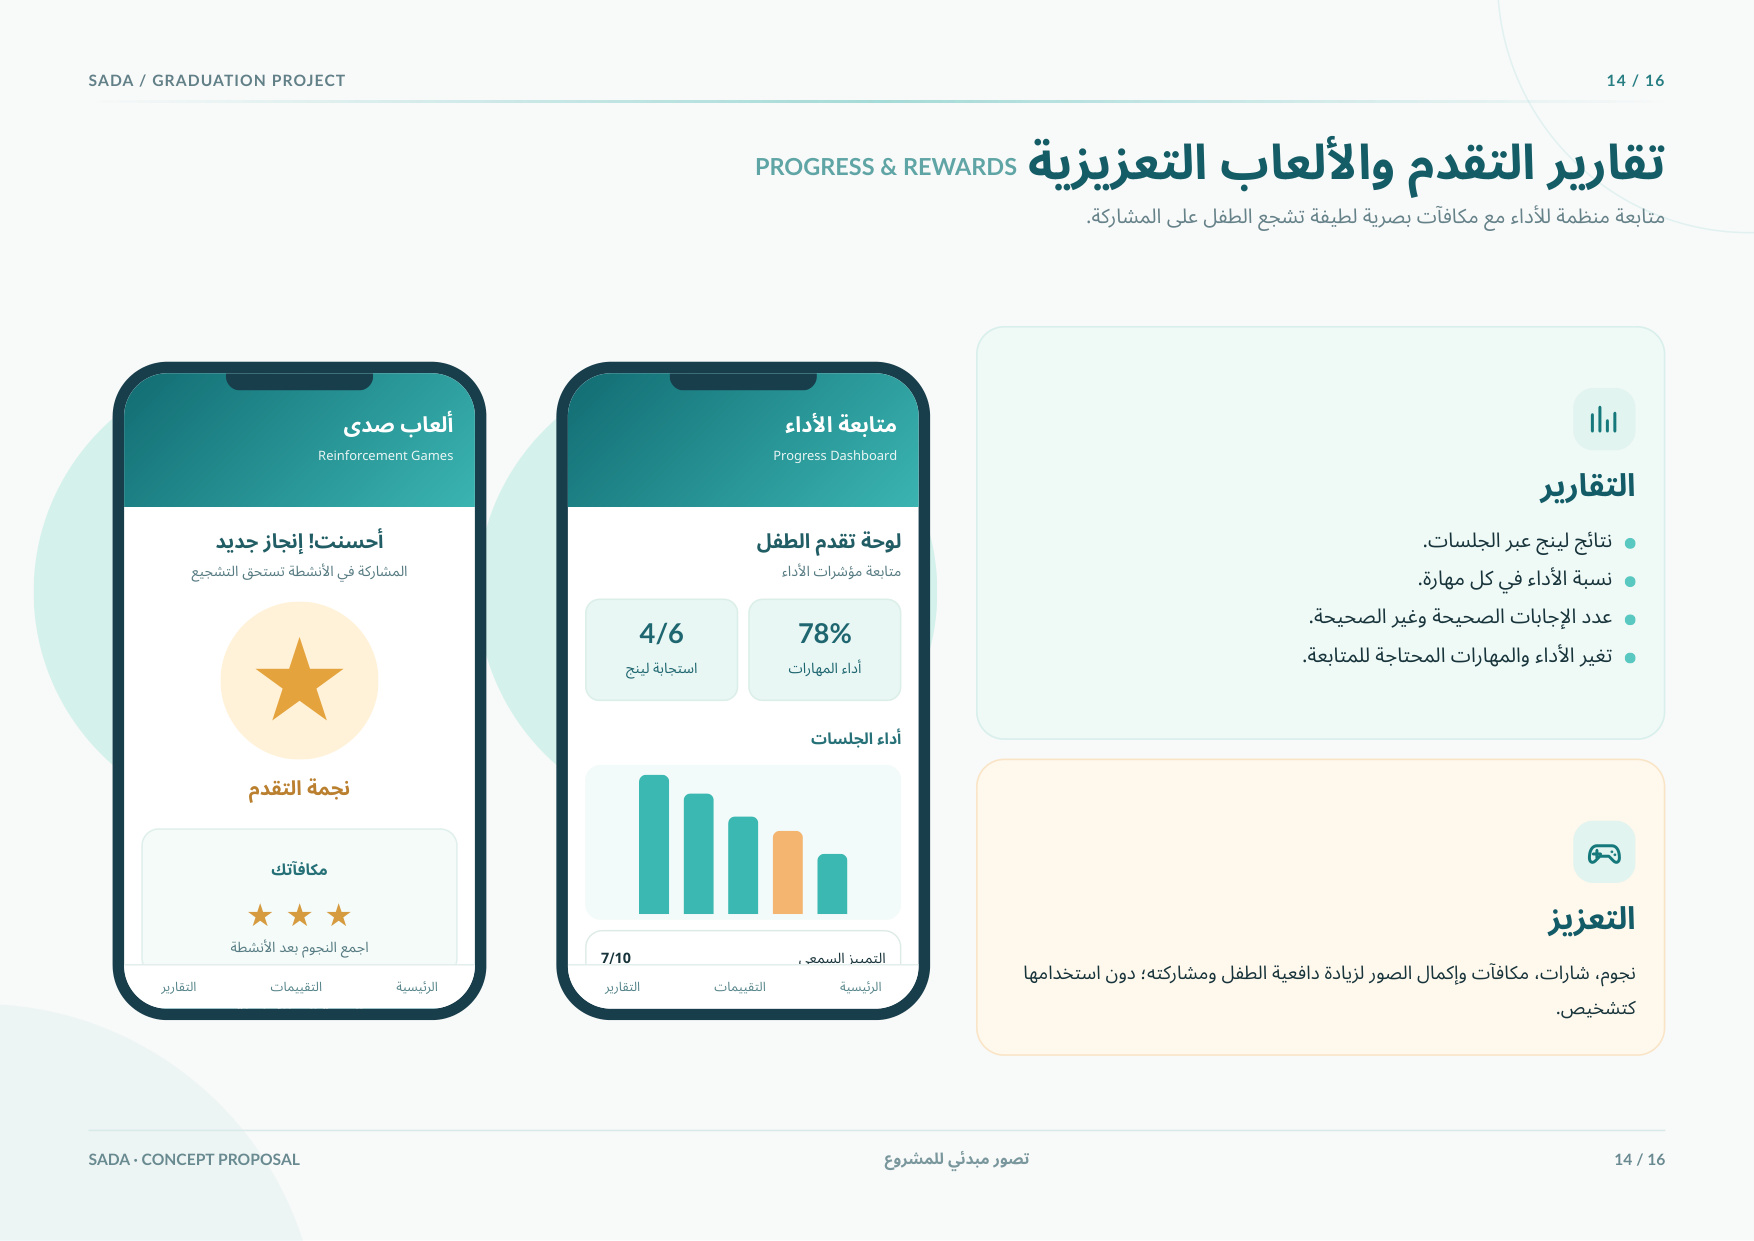 SADA / GRADUATION PROJECT
14 / 16
تقارير التقدم والألعاب التعزيزية PROGRESS & REWARDS
متابعة منظمة للأداء مع مكافآت بصرية لطيفة تشجع الطفل على المشاركة.
التقارير
نتائج لينج عبر الجلسات.
نسبة الأداء في كل مهارة.
عدد الإجابات الصحيحة وغير الصحيحة.
تغير الأداء والمهارات المحتاجة للمتابعة.
التعزيز
نجوم، شارات، مكافآت وإكمال الصور لزيادة دافعية الطفل ومشاركته؛ دون استخدامها
كتشخيص.
متابعة الأداء
Progress Dashboard
لوحة تقدم الطفل
متابعة مؤشرات الأداء
78%
أداء المهارات
4/6
استجابة لينج
أداء الجلسات
التمييز السمعي
7/10
الرئيسية
التقييمات
التقارير
ألعاب صدى
Reinforcement Games
أحسنت! إنجاز جديد
المشاركة في الأنشطة تستحق التشجيع
نجمة التقدم
مكافآتك
اجمع النجوم بعد الأنشطة
الرئيسية
التقييمات
التقارير
SADA · CONCEPT PROPOSAL
تصور مبدئي للمشروع
14 / 16